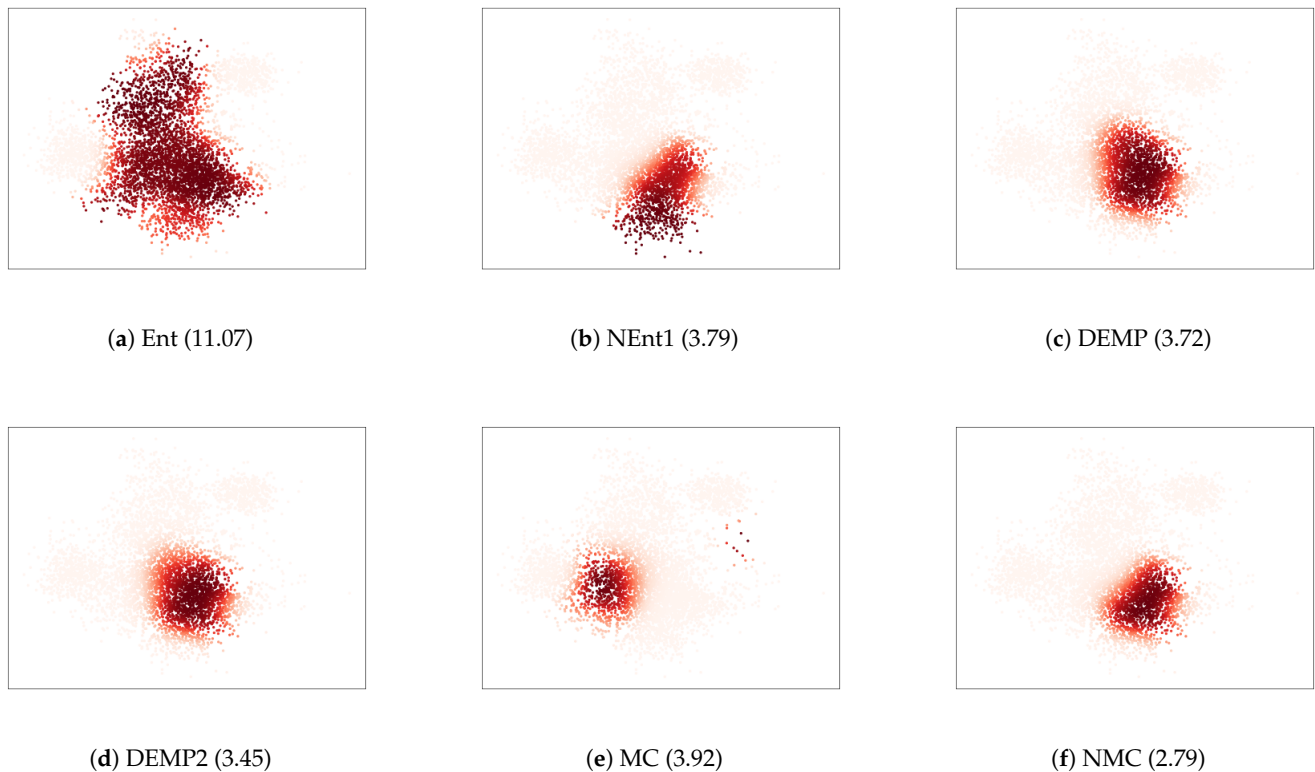 (a) Ent (11.07)
(b) NEnt1 (3.79)
(c) DEMP (3.72)
(d) DEMP2 (3.45)
(e) MC (3.92)
(f) NMC (2.79)